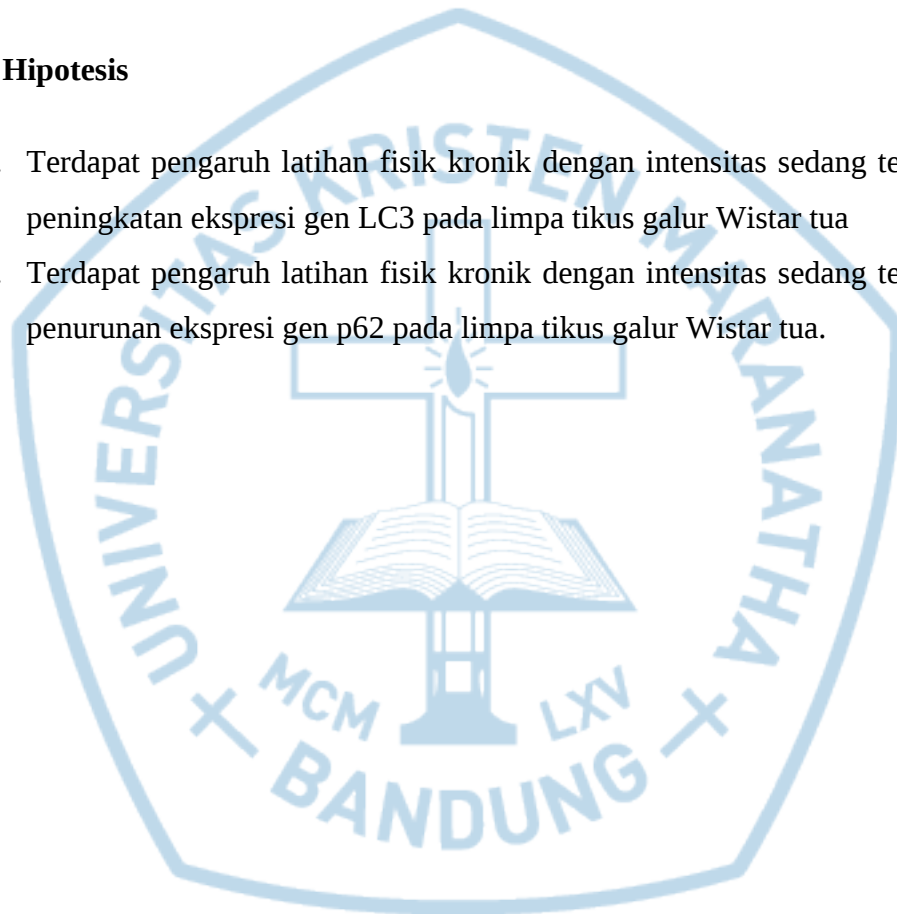 Hipotesis
. Terdapat pengaruh latihan fisik kronik dengan intensitas sedang te
peningkatan ekspresi gen LC3 pada limpa tikus galur Wistar tua
. Terdapat pengaruh latihan fisik kronik dengan intensitas sedang te
penurunan ekspresi gen p62 pada limpa tikus galur Wistar tua.
UNIVERSITAS KRISTEN MARANATHA
MCM LXV
BANDUNG